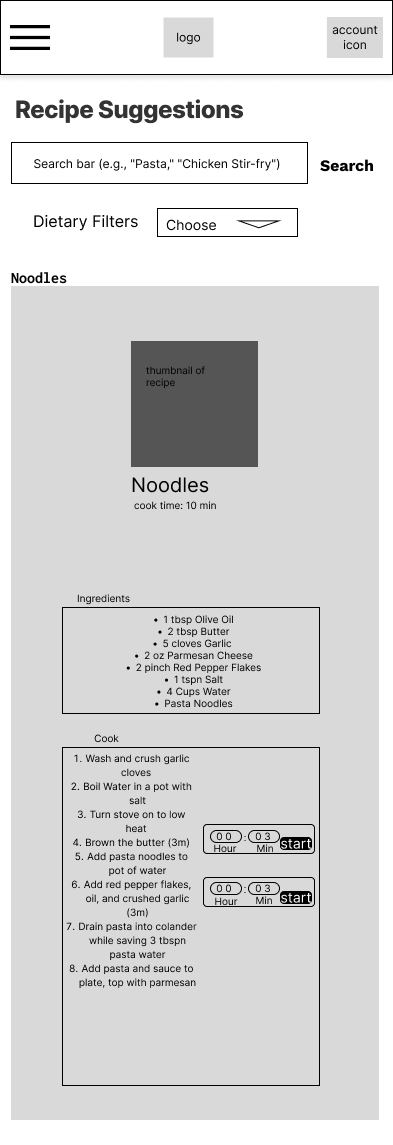 logo
account
icon
Recipe Suggestions
Search bar (e.g., "Pasta," "Chicken Stir-fry")
Search
Dietary Filters
Choose
Noodles
thumbnail of
recipe
Noodles
cook time: 10 min
Ingredients
• 1 tbsp Olive Oil
• 2 tbsp Butter
• 5 cloves Garlic
• 2 oz Parmesan Cheese
• 2 pinch Red Pepper Flakes
• 1 tspn Salt
• 4 Cups Water
• Pasta Noodles
Cook
1. Wash and crush garlic
cloves
2. Boil Water in a pot with
salt
3. Turn stove on to low
heat
4. Brown the butter (3m)
5. Add pasta noodles to
pot of water
6. Add red pepper flakes,
oil, and crushed garlic
(3m)
7. Drain pasta into colander
while saving 3 tbspn
pasta water
8. Add pasta and sauce to
plate, top with parmesan
0 0 : 0 3
Hour Min start
0 0 : 0 3
Hour Min start